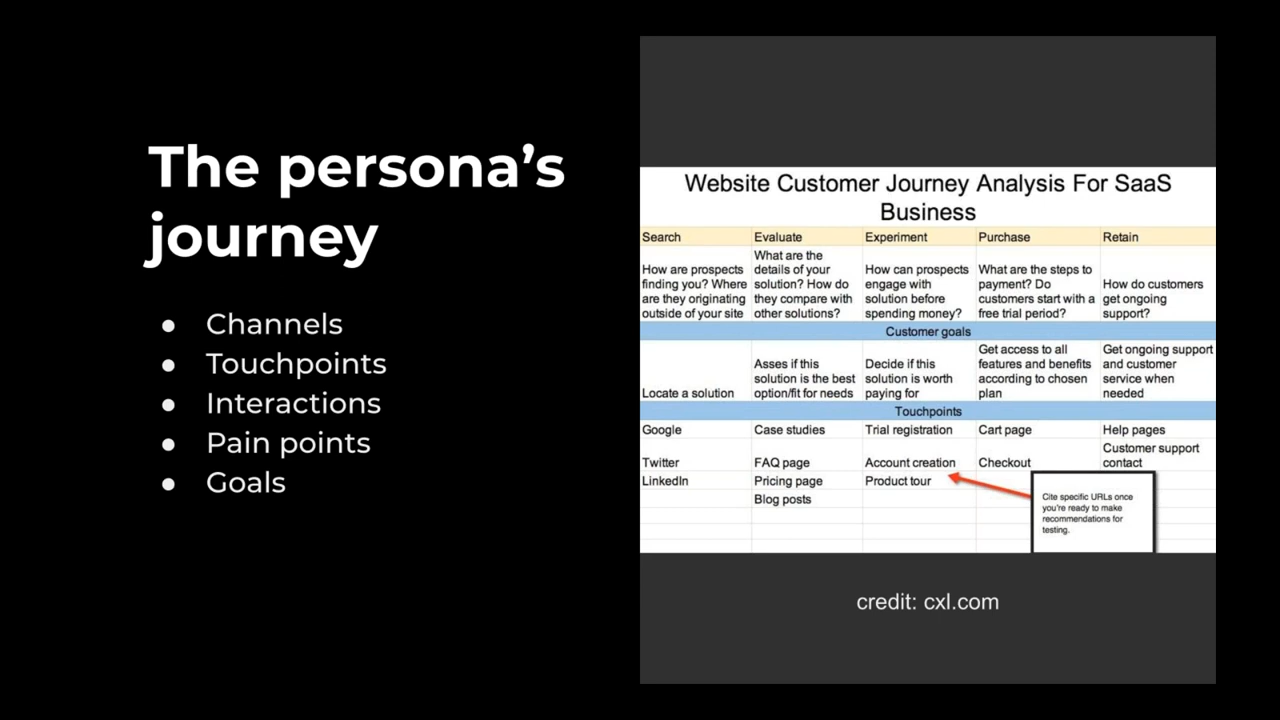 The persona’s
journey
● Channels
● Touchpoints
● Interactions
● Pain points
● Goals
Website Customer Journey Analysis For SaaS
Business
Search Evaluate Experiment Purchase Retain
How are prospects
finding you? Where
are they originating
outside of your site
What are the
details of your
solution? How do
they compare with
other solutions?
How can prospects
engage with
solution before
spending money?
What are the steps to
payment? Do
customers start with a
free trial period?
How do customers
get ongoing
support?
Customer goals
Locate a solution
Asses if this
solution is the best
option/fit for needs
Decide if this
solution is worth
paying for
Get access to all
features and benefits
according to chosen
plan
Get ongoing support
and customer
service when
needed
Touchpoints
Google Case studies Trial registration Cart page Help pages
Twitter FAQ page Account creation Checkout Customer support
contact
LinkedIn Pricing page Product tour
Blog posts
Cite specific URLs once
you're ready to make
recommendations for
testing.
credit: cxl.com